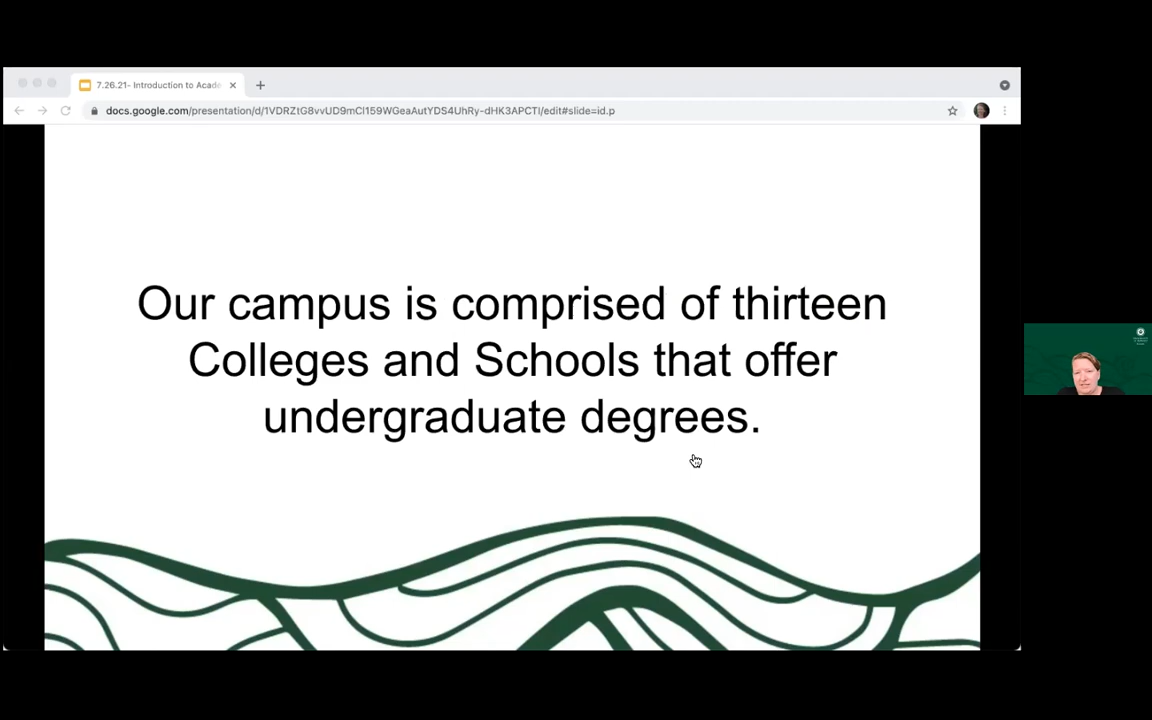 7.26.21- Introduction to Acade
docs.google.com/presentation/d/1VDRZtG8vvUD9mCl159WGeaAutYDS4UhRy-dHK3APCTI/edit#slide=id.p
Our campus is comprised of thirteen
Colleges and Schools that offer
undergraduate degrees.